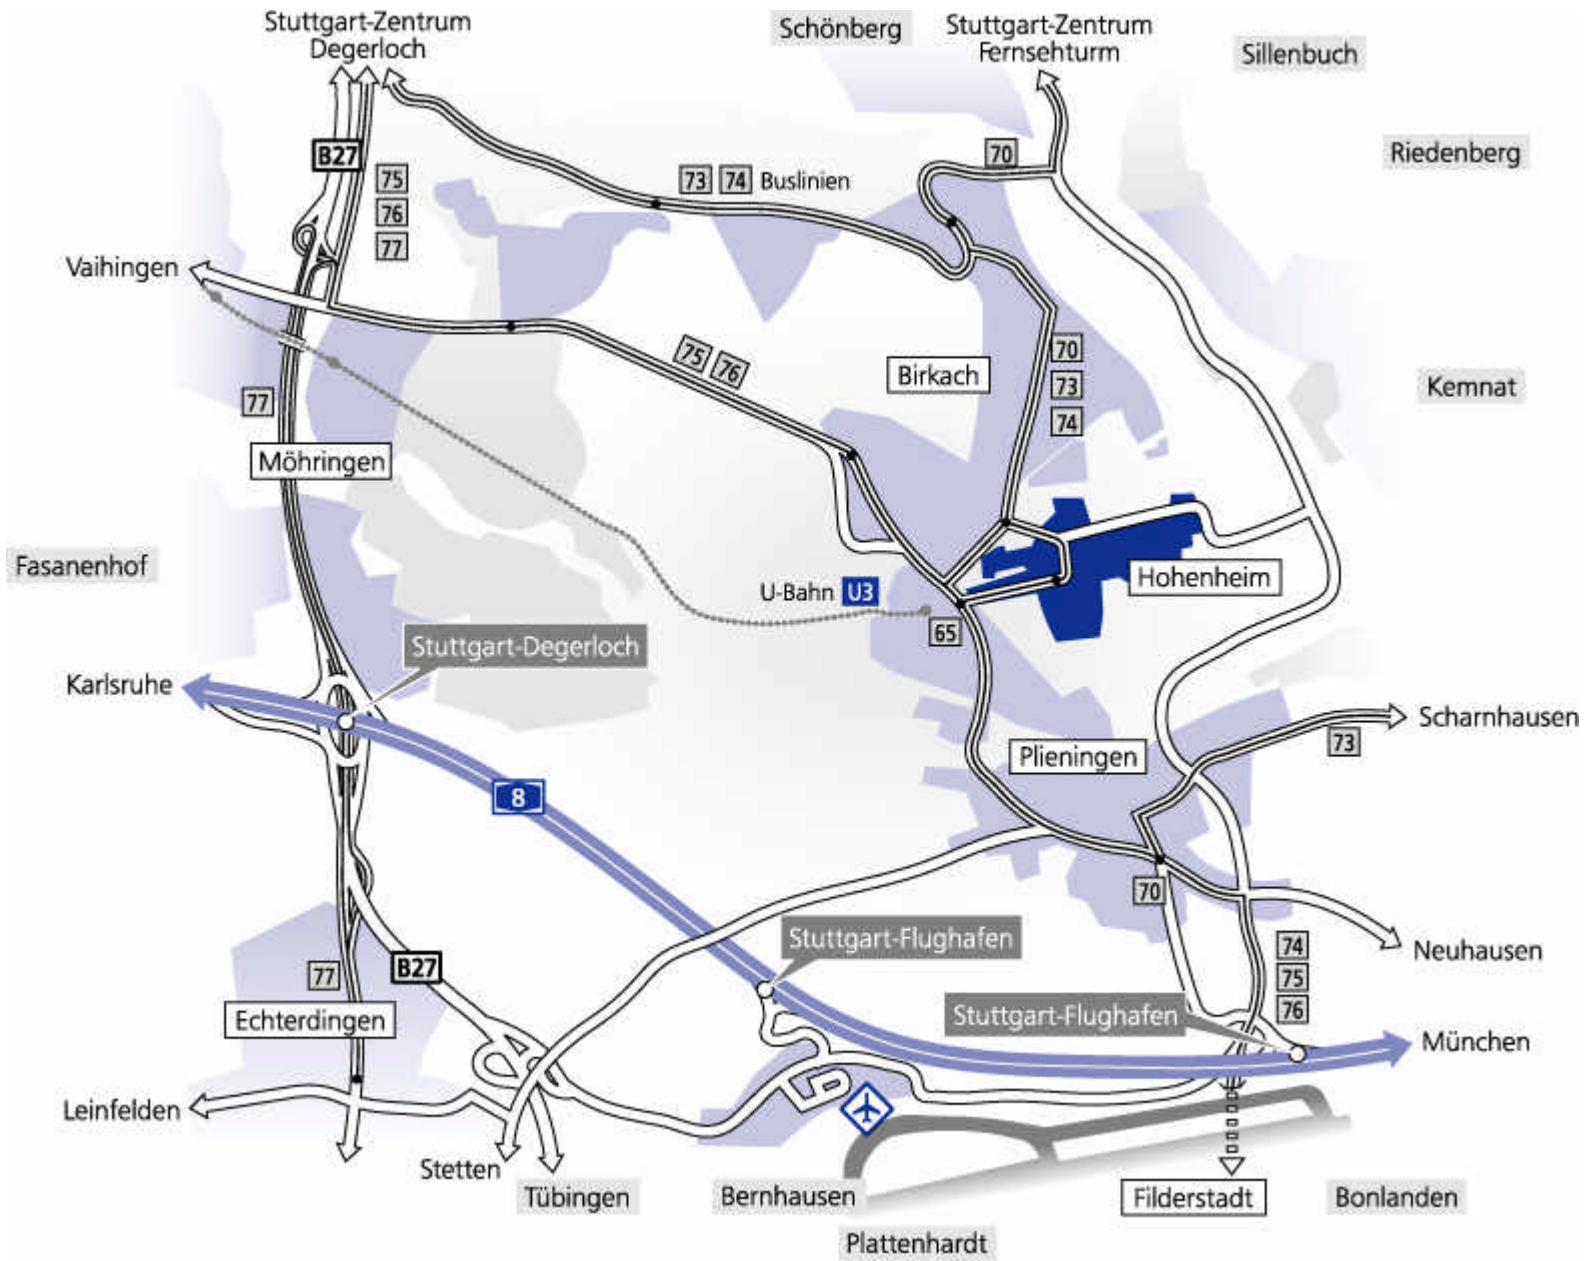 Stuttgart-Zentrum
Degerloch
Schönberg
Stuttgart-Zentrum
Fernsehturm
Sillenbuch
B27
70
Riedenberg
75
76
77
73 74 Buslinien
Vaihingen
75 76
Birkach
70
73
74
Kemnat
77
Möhringen
Fasanenhof
U-Bahn U3
Hohenheim
65
Stuttgart-Degerloch
Karlsruhe
Scharnhausen
73
Plieningen
8
70
Stuttgart-Flughafen
Neuhausen
74
75
76
77
B27
Echterdingen
Stuttgart-Flughafen
München
Leinfelden
Stetten
Tübingen
Bernhausen
Filderstadt
Bonlanden
Plattenhardt